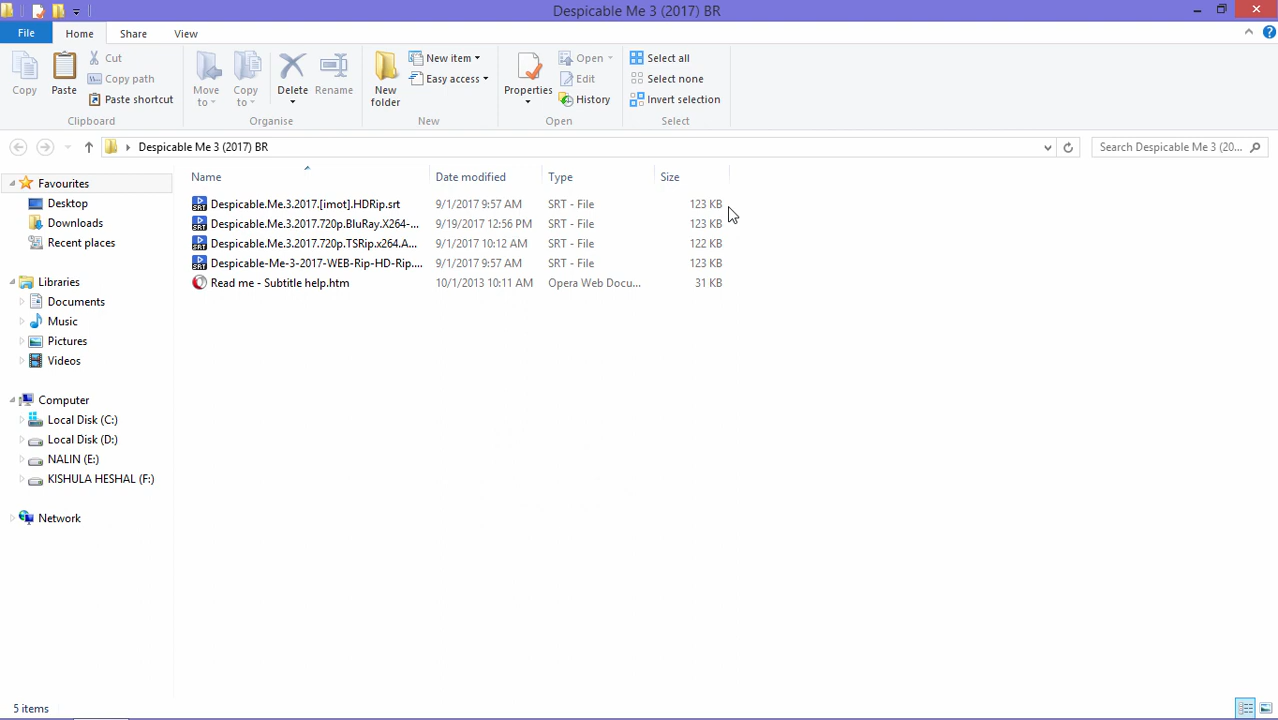 Despicable Me 3 (2017) BR
File Home Share View
Copy
Paste
Cut
Copy path
Paste shortcut
Clipboard
Move to
Copy to
Delete
Rename
Organise
New folder
New item
Easy access
New
Properties
Open
Edit
History
Open
Select all
Select none
Invert selection
Select
Despicable Me 3 (2017) BR
Search Despicable Me 3 (20...
Favourites
Desktop
Downloads
Recent places
Libraries
Documents
Music
Pictures
Videos
Computer
Local Disk (C:)
Local Disk (D:)
NALIN (E:)
KISHULA HESHAL (F:)
Network
Name Date modified Type Size
SRT Despicable.Me.3.2017.[imot].HDRip.srt 9/1/2017 9:57 AM SRT - File 123 KB
SRT Despicable.Me.3.2017.720p.BluRay.X264-... 9/19/2017 12:56 PM SRT - File 123 KB
SRT Despicable.Me.3.2017.720p.TSRip.x264.A... 9/1/2017 10:12 AM SRT - File 122 KB
SRT Despicable-Me-3-2017-WEB-Rip-HD-Rip.... 9/1/2017 9:57 AM SRT - File 123 KB
Read me - Subtitle help.htm 10/1/2013 10:11 AM Opera Web Docu... 31 KB
5 items